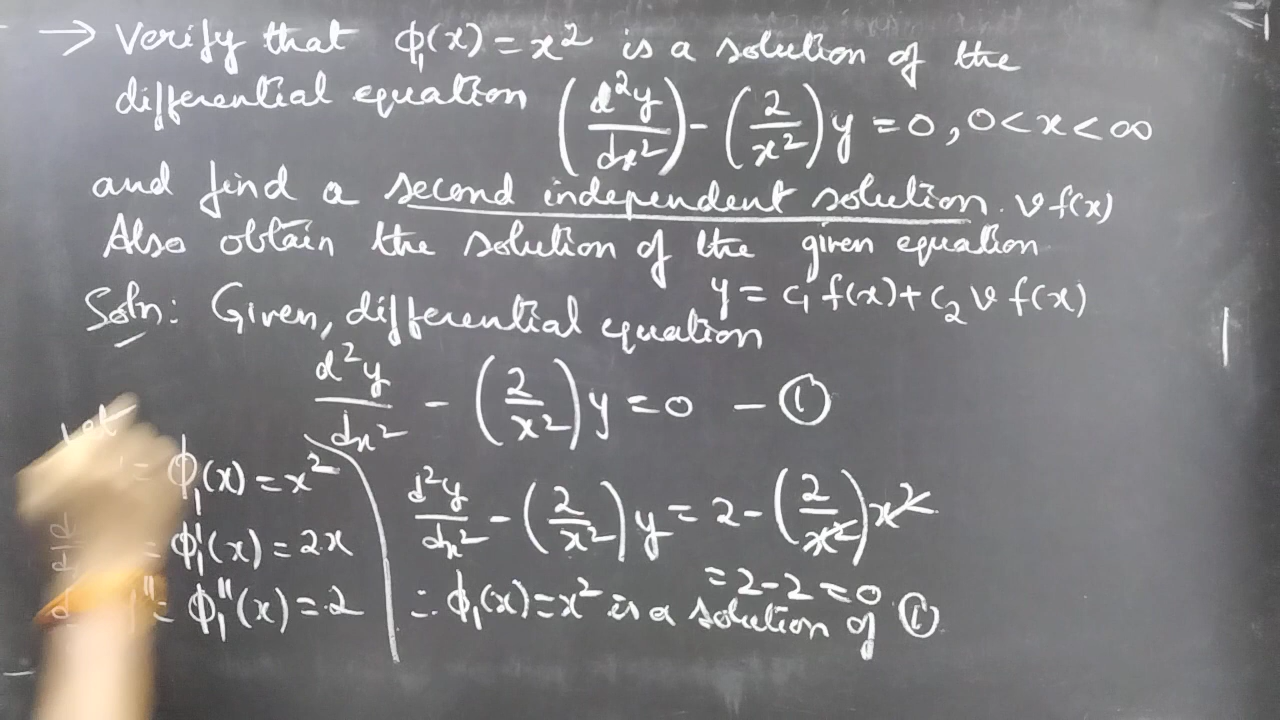 → Verify that ϕ₁(x) = x² is a solution of the
differential equation (d²y/dx²) - (2/x²)y = 0, 0 < x < ∞
and find a second independent solution. v f(x)
Also obtain the solution of the given equation
y = c₁ f(x) + c₂ v f(x)
Soln: Given, differential equation
d²y/dx² - (2/x²)y = 0 - ①
Let
= ϕ₁(x) = x²
= ϕ₁'(x) = 2x
y'' = ϕ₁''(x) = 2
d²y/dx² - (2/x²)y = 2 - (2/x²)x²
= 2 - 2 = 0
∴ ϕ₁(x) = x² is a solution of ①